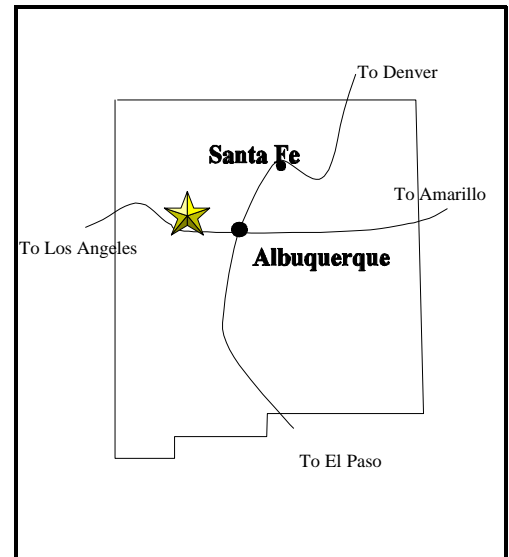 To Denver
Santa Fe
To Amarillo
To Los Angeles
Albuquerque
To El Paso